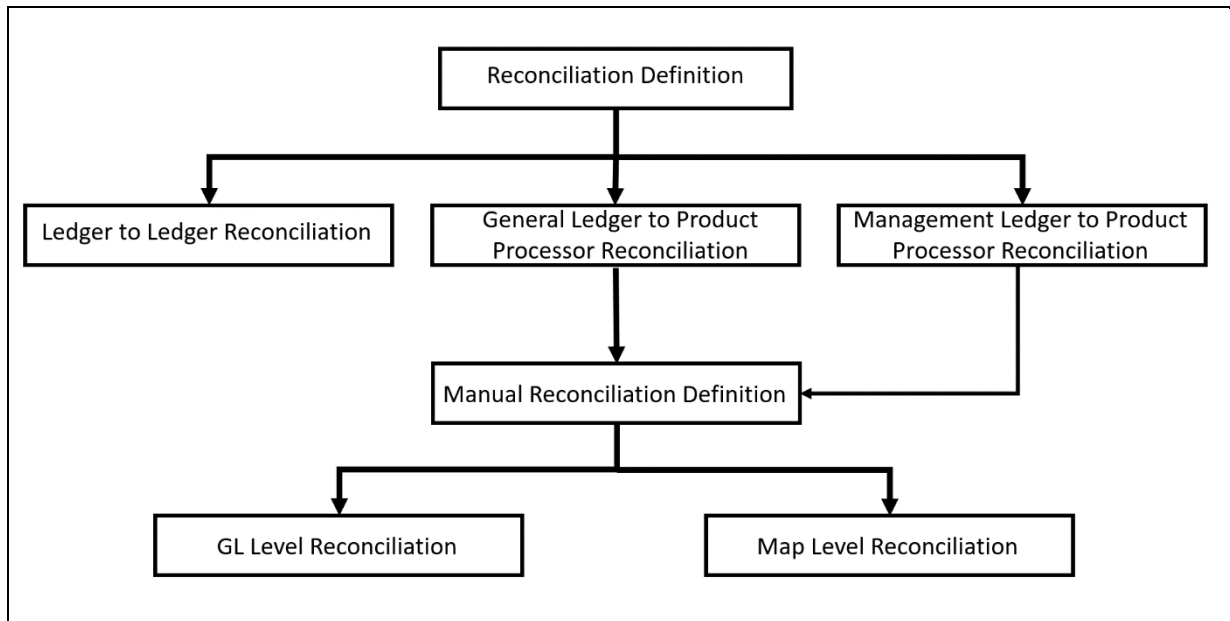 Reconciliation Definition
Ledger to Ledger Reconciliation
General Ledger to Product
Processor Reconciliation
Management Ledger to Product
Processor Reconciliation
Manual Reconciliation Definition
GL Level Reconciliation
Map Level Reconciliation